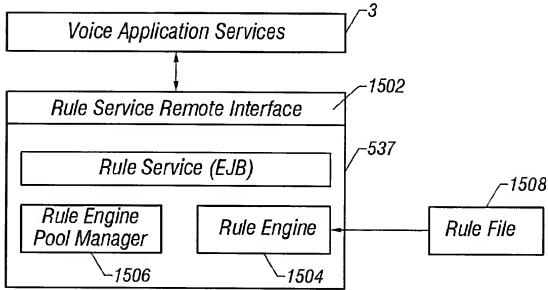 Voice Application Services
3
1502
Rule Service Remote Interface
537
Rule Service (EJB)
1508
Rule Engine
Pool Manager
Rule Engine
Rule File
1506
1504